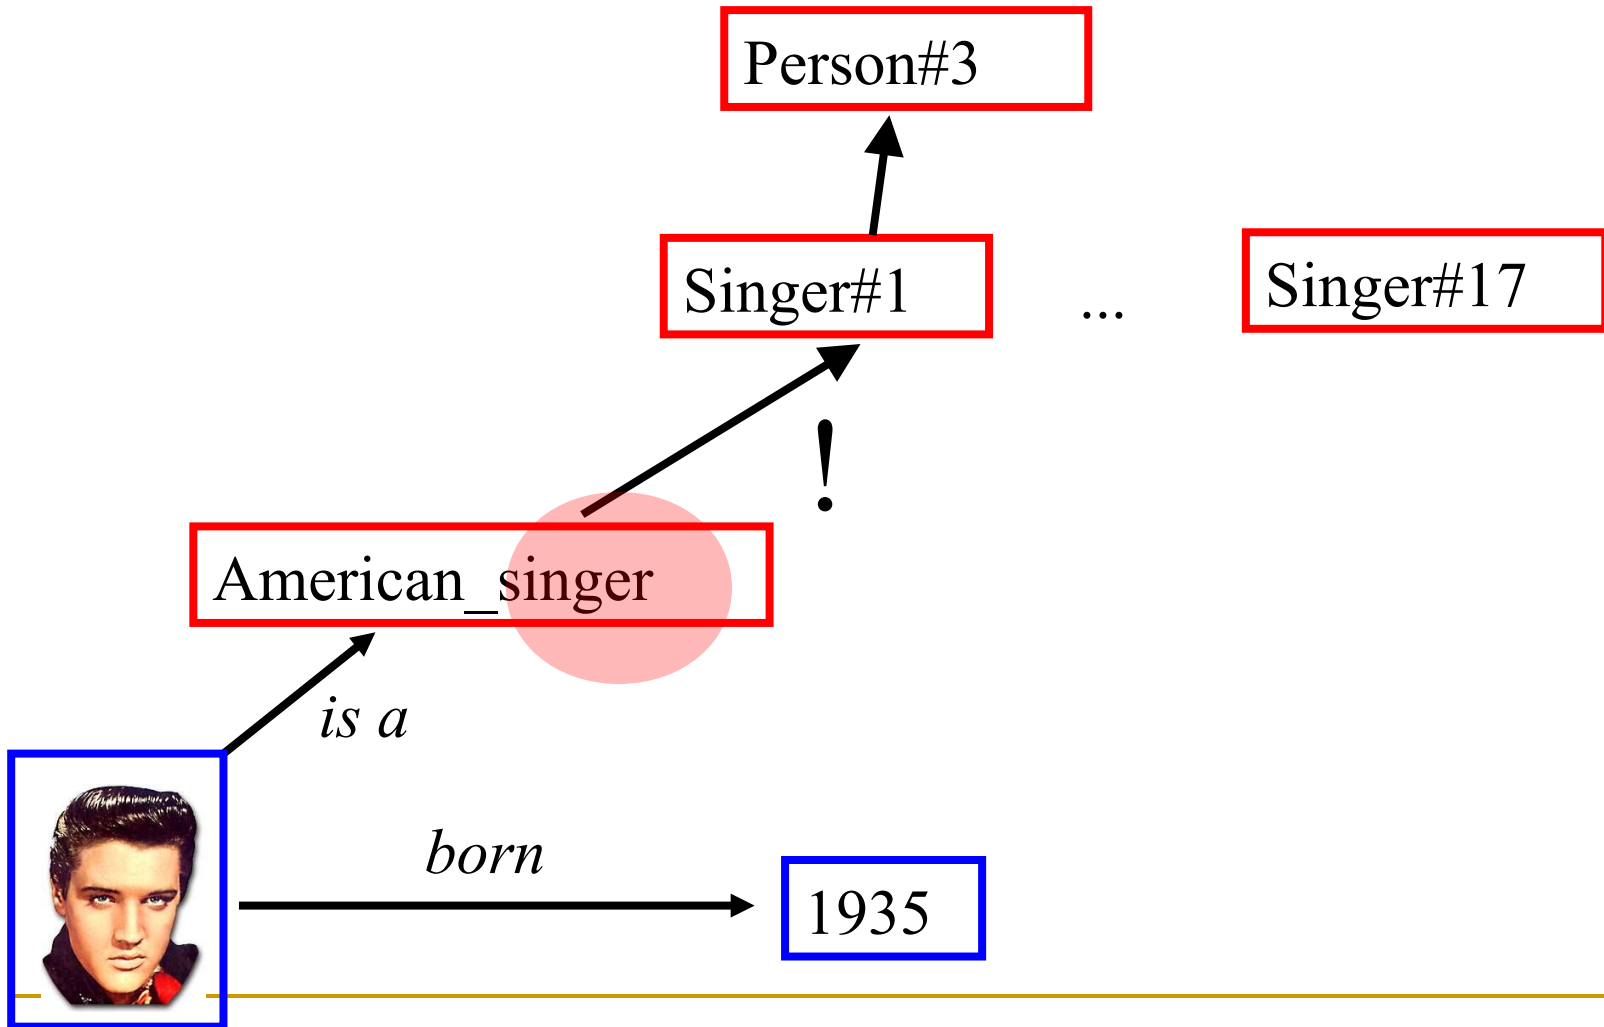 Person#3
Singer#1
...
Singer#17
!
American_singer
is a
born
1935